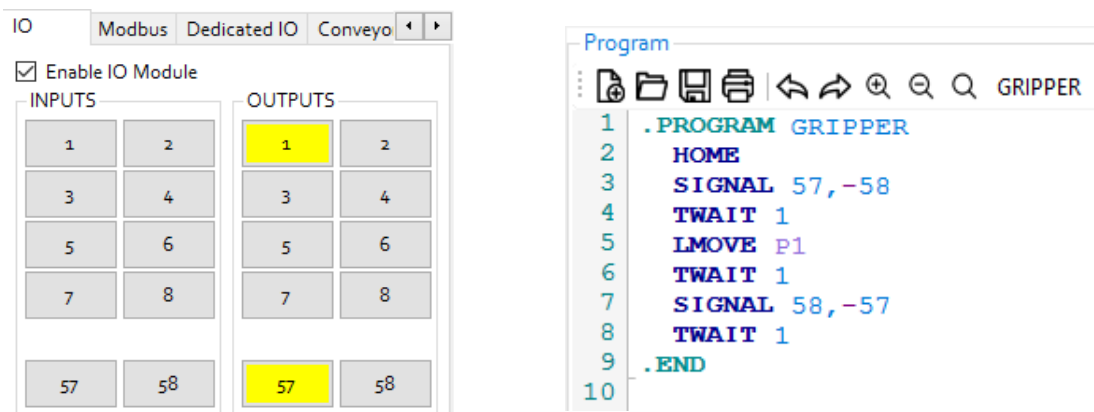 IO Modbus Dedicated IO Conveyo
Enable IO Module
INPUTS
1 2
3 4
5 6
7 8
57 58
OUTPUTS
1 2
3 4
5 6
7 8
57 58
Program
GRIPPER
1 .PROGRAM GRIPPER
2 HOME
3 SIGNAL 57,-58
4 TWAIT 1
5 LMOVE P1
6 TWAIT 1
7 SIGNAL 58,-57
8 TWAIT 1
9 .END
10